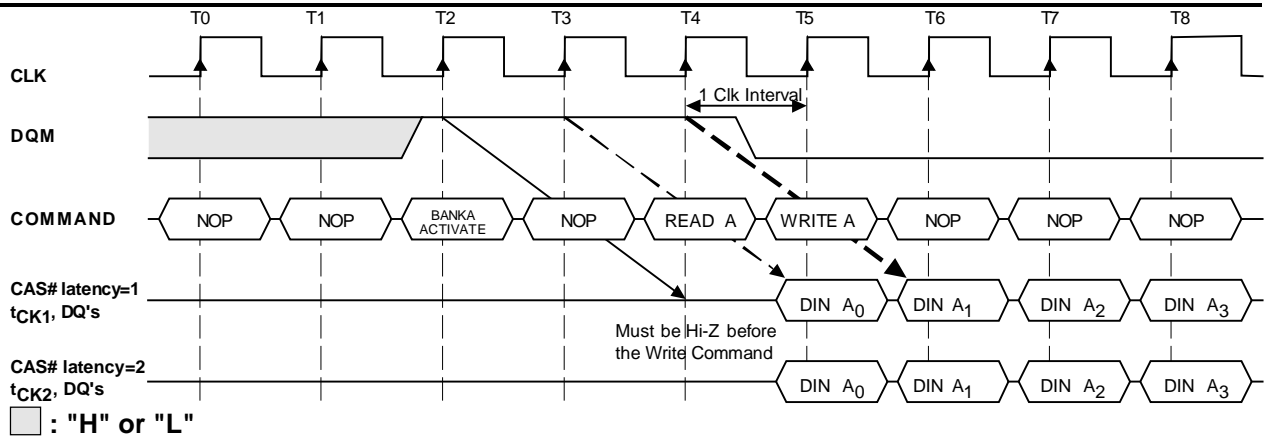 T0 T1 T2 T3 T4 T5 T6 T7 T8
CLK
1 Clk Interval
DQM
COMMAND NOP NOP BANKA ACTIVATE NOP READ A WRITE A NOP NOP NOP
CAS# latency=1
tCK1, DQ's
DIN A0 DIN A1 DIN A2 DIN A3
Must be Hi-Z before
the Write Command
CAS# latency=2
tCK2, DQ's
DIN A0 DIN A1 DIN A2 DIN A3
: "H" or "L"